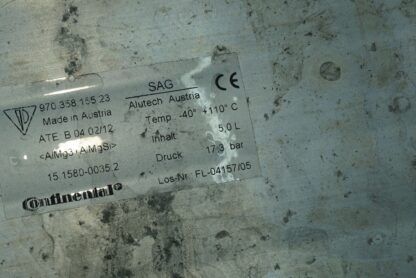 970.358.155.23
Made in Austria
ATE B 04 02/12
<AlMg3 / AlMgSi>
15.1580-0035.2
Continental
SAG
CE
Alutech Austria
Temp. -40° +110° C
Inhalt: 5,0 L
Druck 17,3 bar
Los-Nr.: FL-04157/05